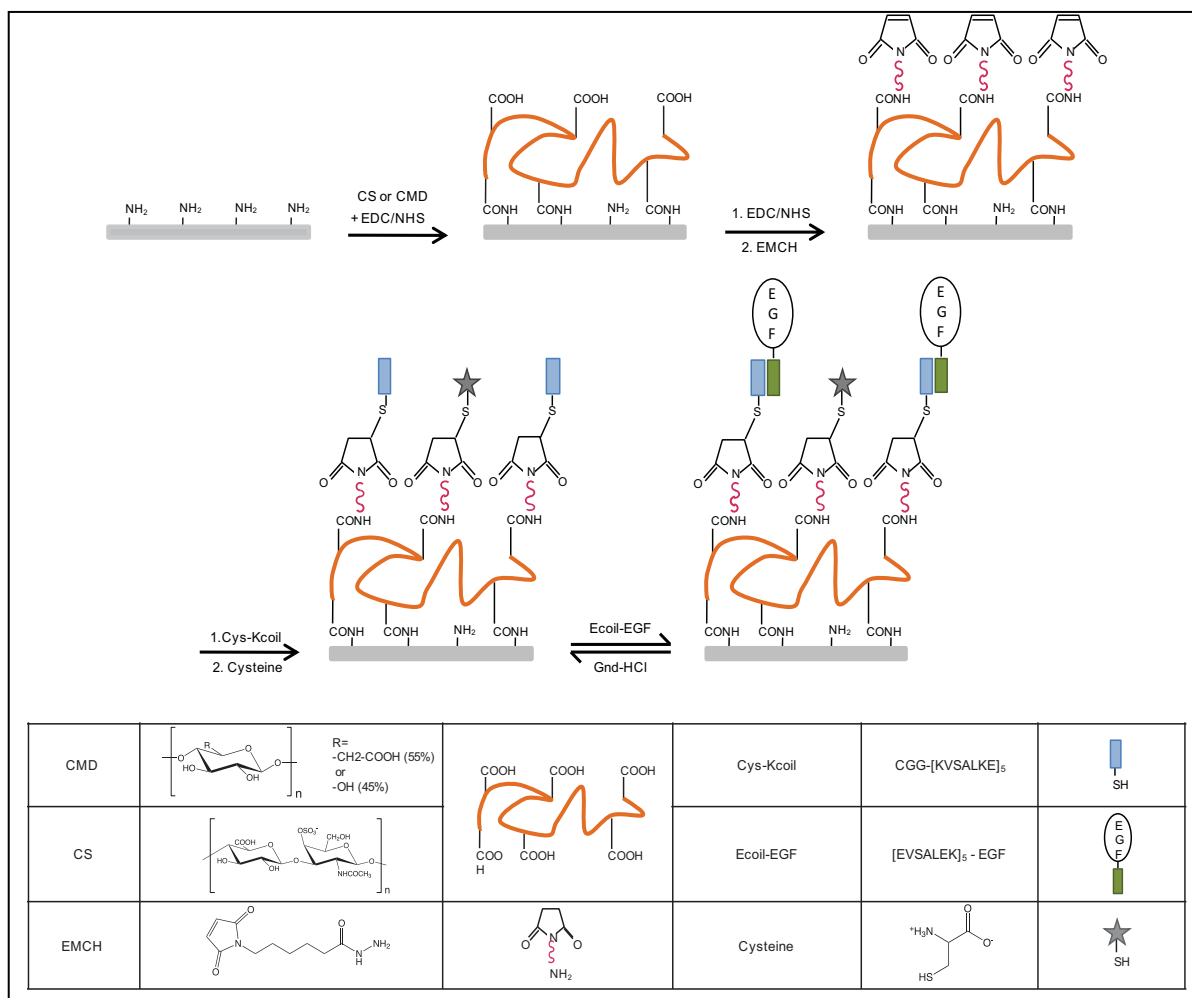 COOH COOH COOH
NH2 NH2 NH2 NH2
CS or CMD
+ EDC/NHS
CONH CONH NH2 CONH
1. EDC/NHS
2. EMCH
O N O O N O O N O
CONH CONH CONH
CONH CONH NH2 CONH
S S S
O N O O N O O N O
CONH CONH CONH
CONH CONH NH2 CONH
1.Cys-Kcoil
2. Cysteine
Ecoil-EGF
Gnd-HCl
E
G
F
E
G
F
S S S
O N O O N O O N O
CONH CONH CONH
CONH CONH NH2 CONH
CMD
R
O
O
HO
OH
O
n
R=
-CH2-COOH (55%)
or
-OH (45%)
COOH COOH COOH
COO
H
COOH
COOH
Cys-Kcoil
CGG-[KVSALKE]5
SH
CS
COOH
O
HO
OH
O
OSO3-
CH2OH
O
O
NHCOCH3
n
Ecoil-EGF
[EVSALEK]5 - EGF
E
G
F
EMCH
O
N
O
O
N
H
NH2
O N O
NH2
Cysteine
+H3N
O
O-
HS
SH